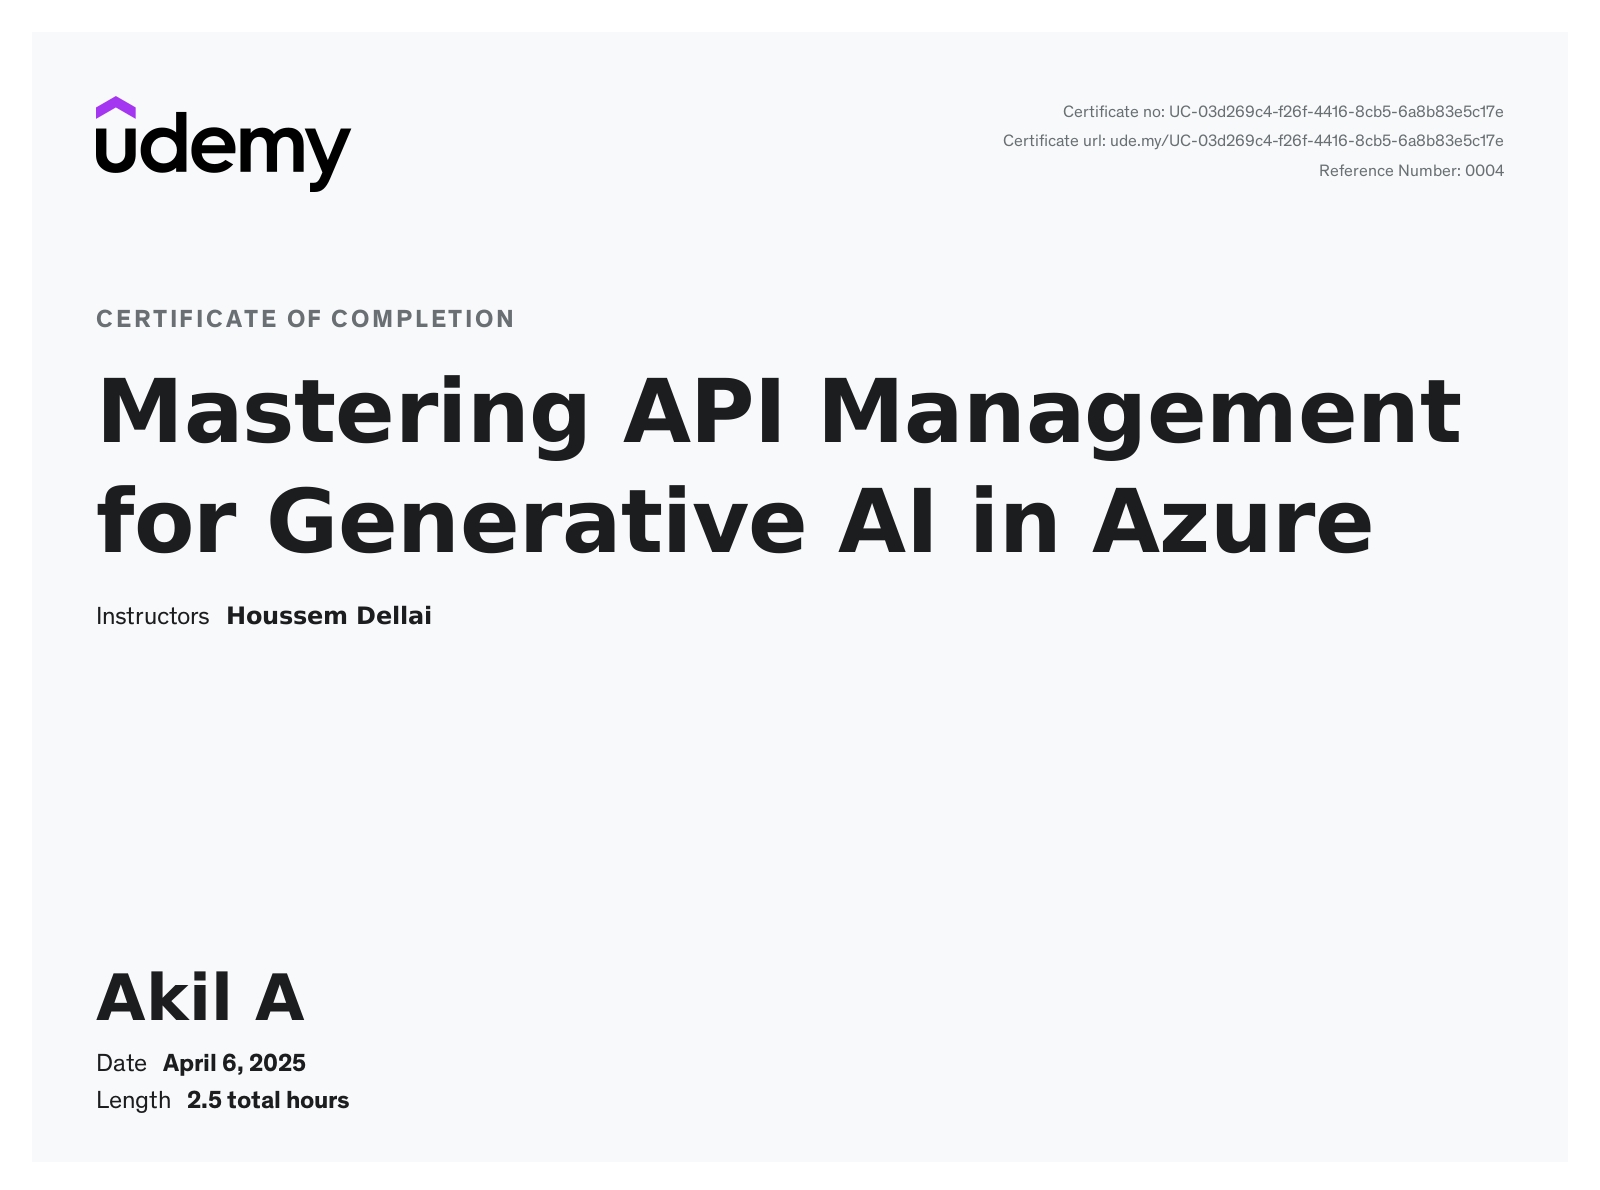 udemy
Certificate no: UC-03d269c4-f26f-4416-8cb5-6a8b83e5c17e
Certificate url: ude.my/UC-03d269c4-f26f-4416-8cb5-6a8b83e5c17e
Reference Number: 0004
CERTIFICATE OF COMPLETION
Mastering API Management
for Generative AI in Azure
Instructors Houssem Dellai
Akil A
Date April 6, 2025
Length 2.5 total hours